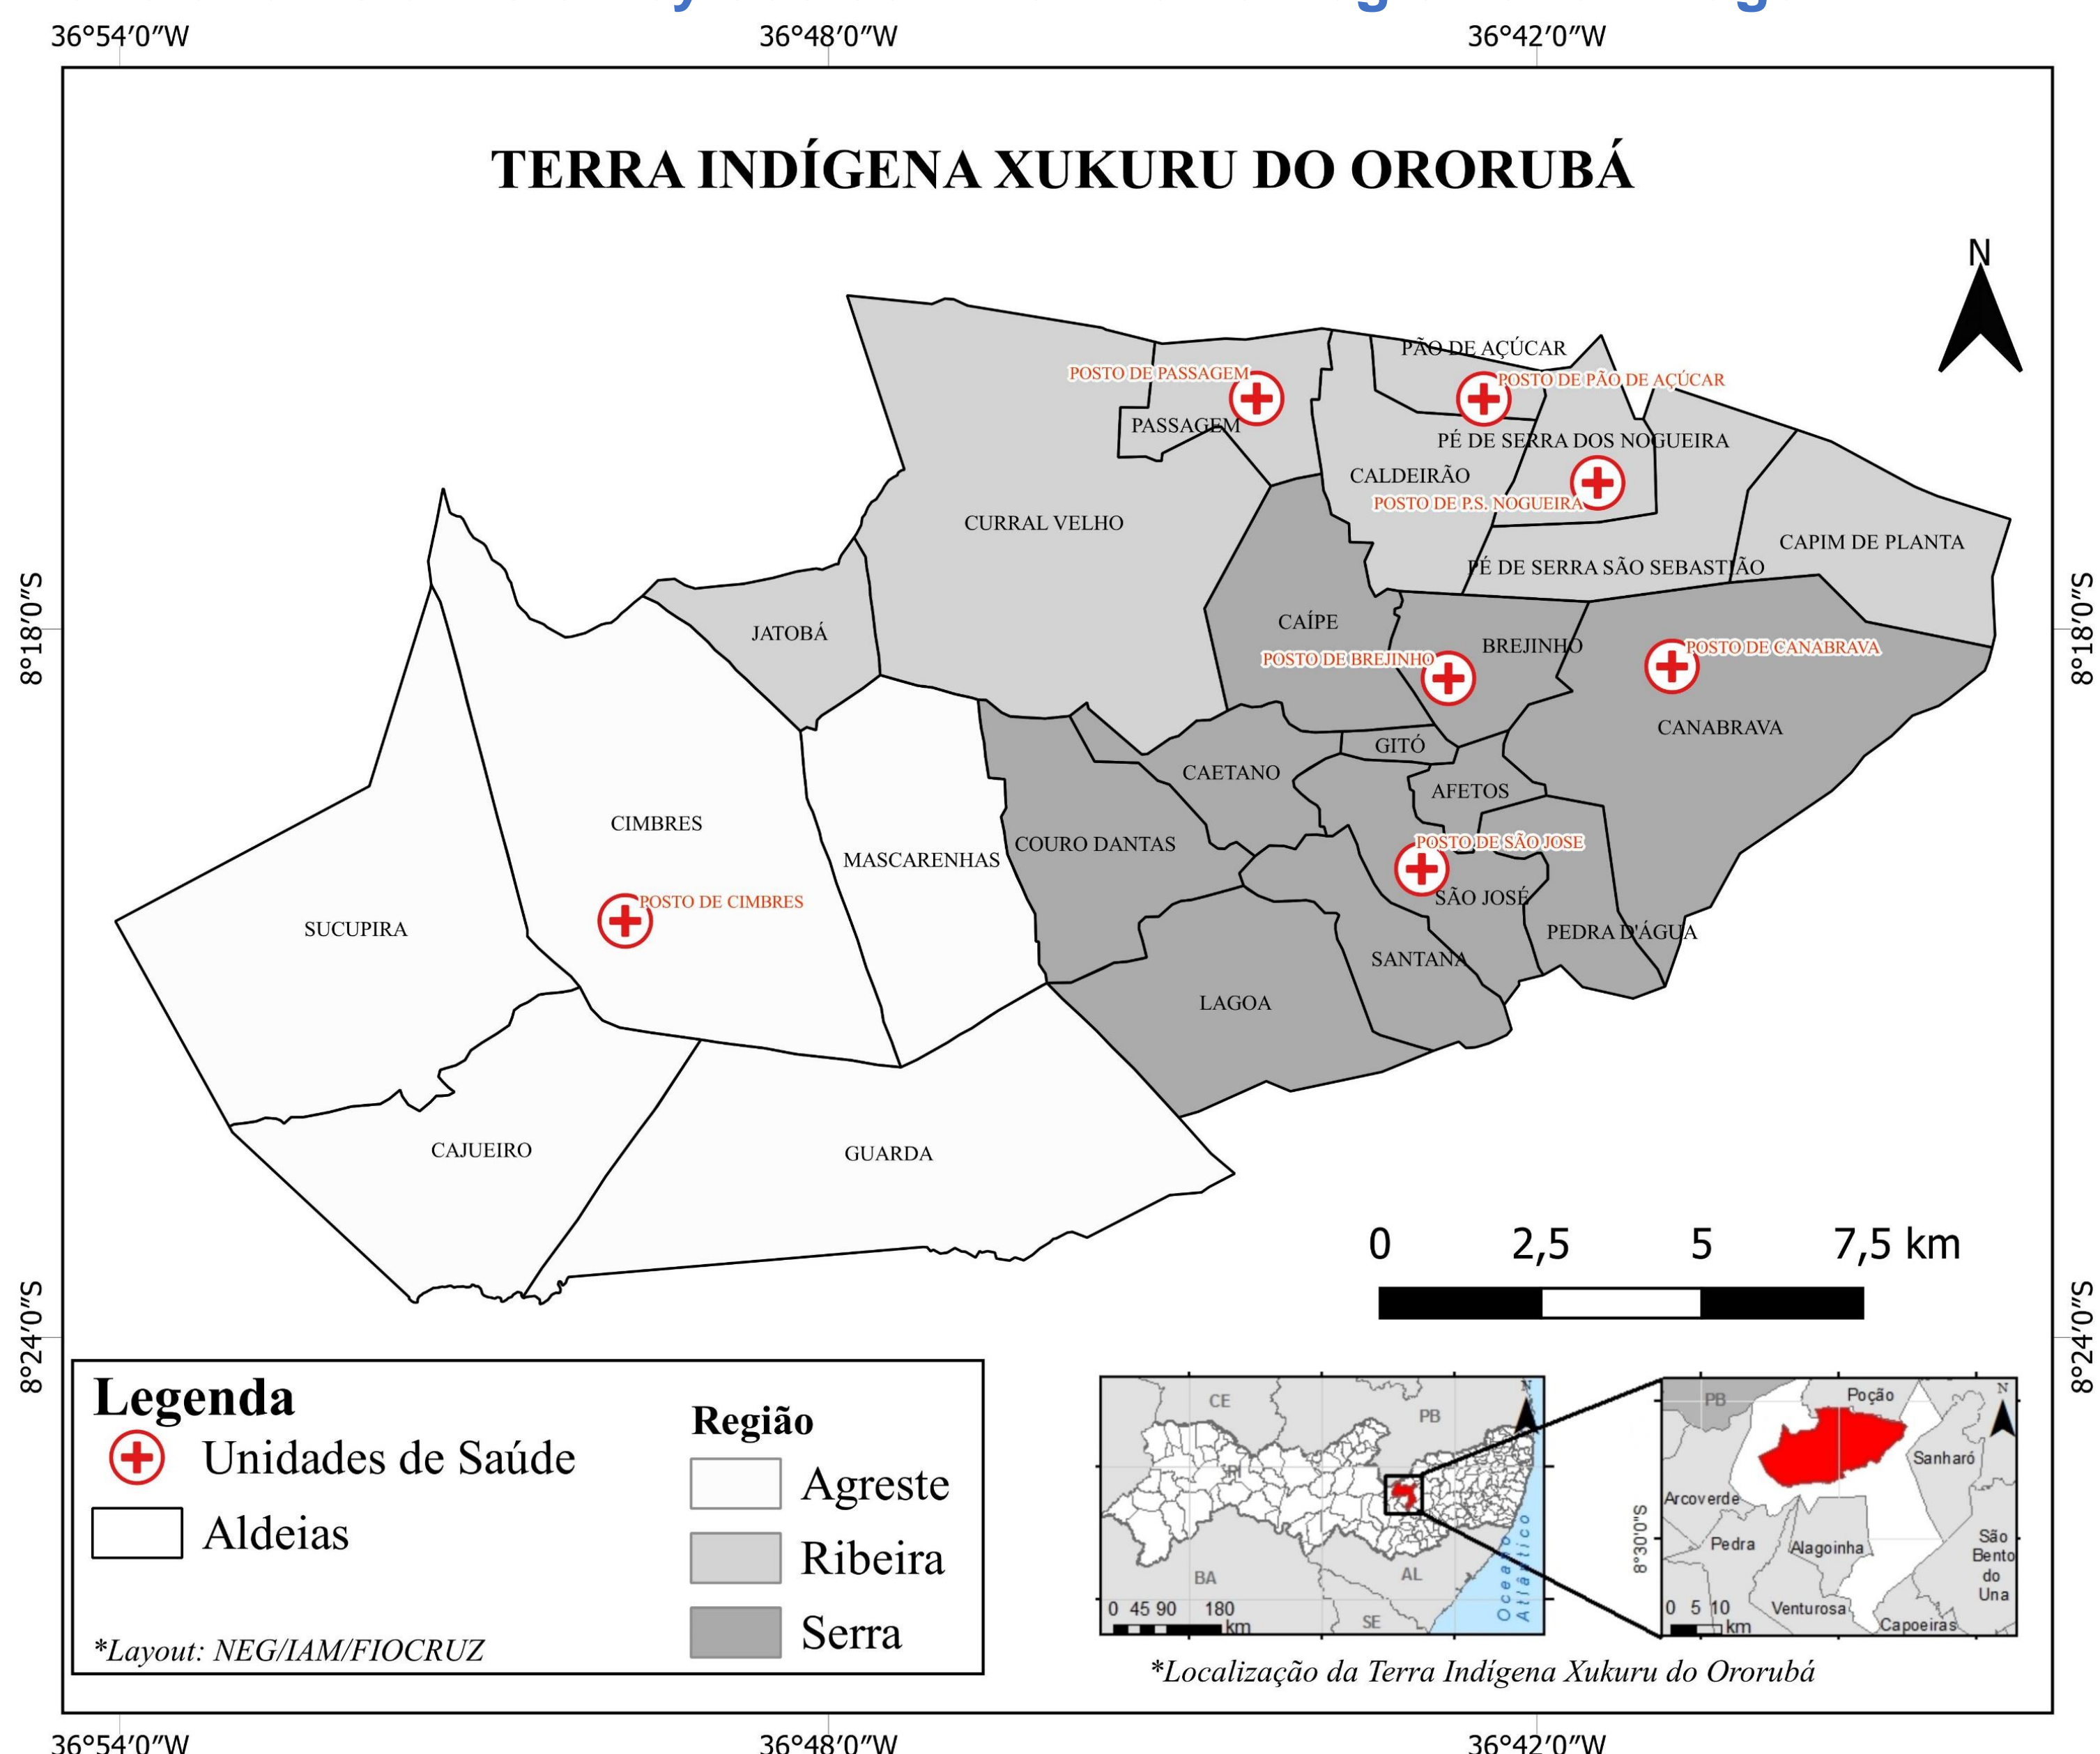 36°54'0"W 36°48'0"W 36°42'0"W
TERRA INDÍGENA XUKURU DO ORORUBÁ
N
PÃO DE AÇÚCAR
POSTO DE PASSAGEM
POSTO DE PÃO DE AÇÚCAR
PASSAGEM
PÉ DE SERRA DOS NOGUEIRA
CALDEIRÃO
POSTO DE P.S. NOGUEIRA
CURRAL VELHO
CAPIM DE PLANTA
PÉ DE SERRA SÃO SEBASTIÃO
8°18'0"S
8°18'0"S
JATOBÁ
CAÍPE
BREJINHO
POSTO DE BREJINHO
POSTO DE CANABRAVA
CANABRAVA
GITÓ
CAETANO
AFETOS
CIMBRES
MASCARENHAS
COURO DANTAS
POSTO DE SÃO JOSE
SÃO JOSÉ
POSTO DE CIMBRES
SUCUPIRA
PEDRA D'ÁGUA
SANTANA
LAGOA
CAJUEIRO
GUARDA
0 2,5 5 7,5 km
8°24'0"S
8°24'0"S
Legenda
Unidades de Saúde
Aldeias
*Layout: NEG/IAM/FIOCRUZ
Região
Agreste
Ribeira
Serra
N
CE
PB
BA
AL
SE
Oceano
Atlântico
0 45 90 180
km
PB
Poção
N
Sanharó
Arcoverde
Pedra
Alagoinha
São
Bento
do
Una
Venturosa
Capoeiras
8°30'0"S
0 5 10
km
*Localização da Terra Indígena Xukuru do Ororubá
36°54'0"W 36°48'0"W 36°42'0"W